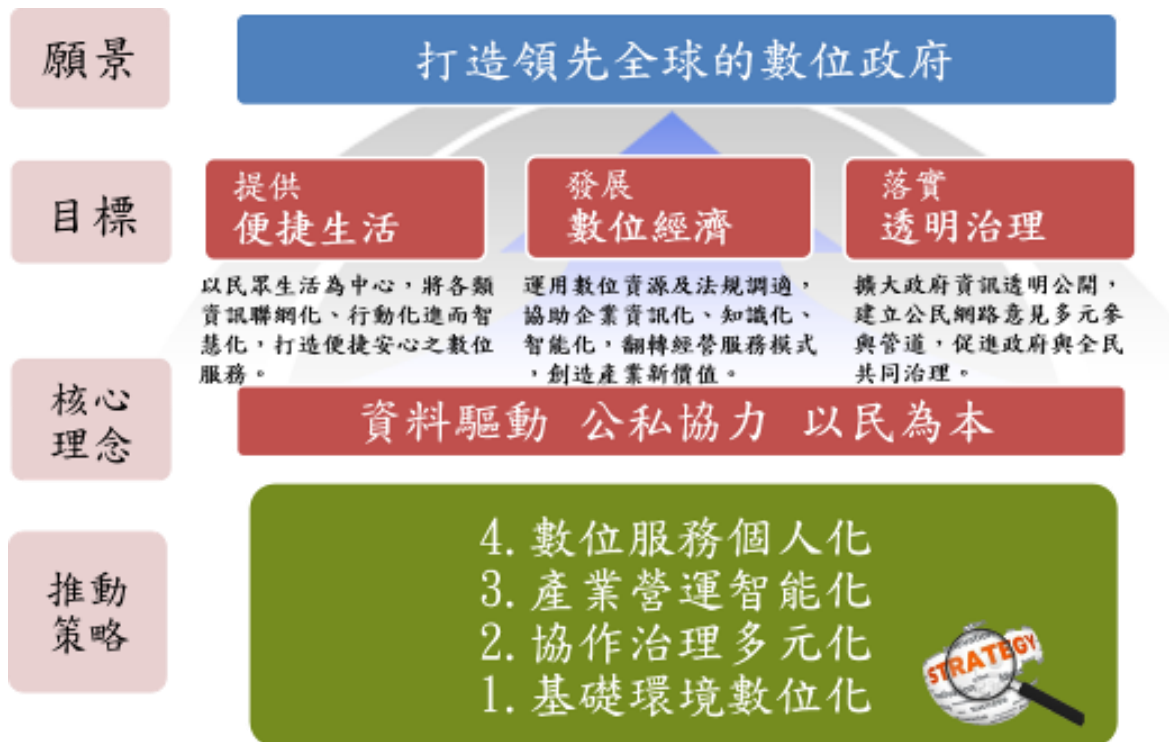 願景
打造領先全球的數位政府
目標
提供
便捷生活
以民眾生活為中心，將各類
資訊聯網化、行動化進而智
慧化，打造便捷安心之數位
服務。
發展
數位經濟
運用數位資源及法規調適，
協助企業資訊化、知識化、
智能化，翻轉經營服務模式
，創造產業新價值。
落實
透明治理
擴大政府資訊透明公開，
建立公民網路意見多元參
與管道，促進政府與全民
共同治理。
核心
理念
資料驅動 公私協力 以民為本
推動
策略
4. 數位服務個人化
3. 產業營運智能化
2. 協作治理多元化
1. 基礎環境數位化
STRATEGY